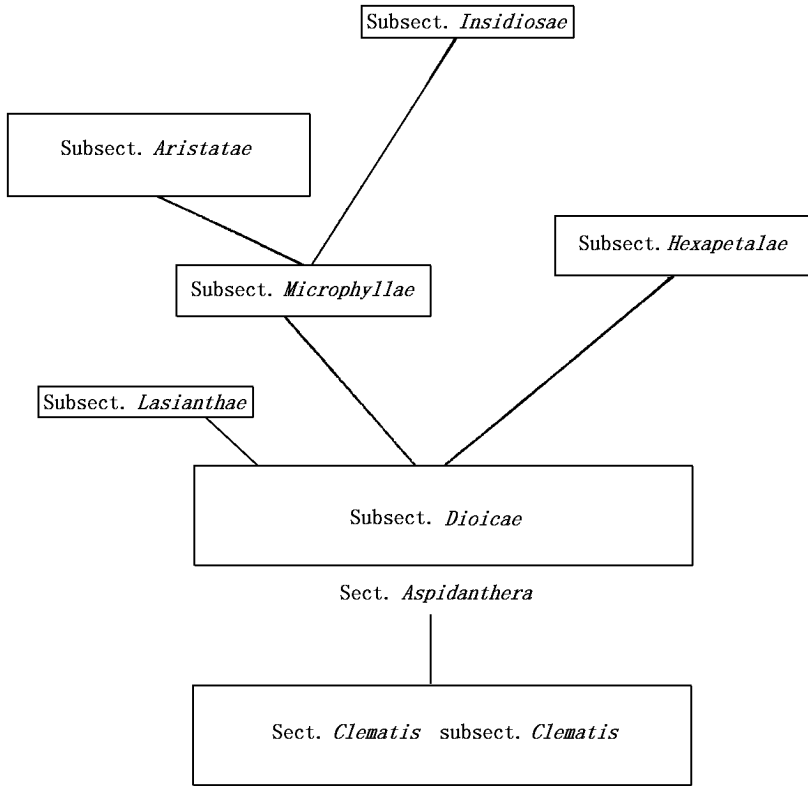 Subsect. Insidiosae
Subsect. Aristatae
Subsect. Hexapetalae
Subsect. Microphyllae
Subsect. Lasianthae
Subsect. Dioicae
Sect. Aspidanthera
Sect. Clematis subsect. Clematis